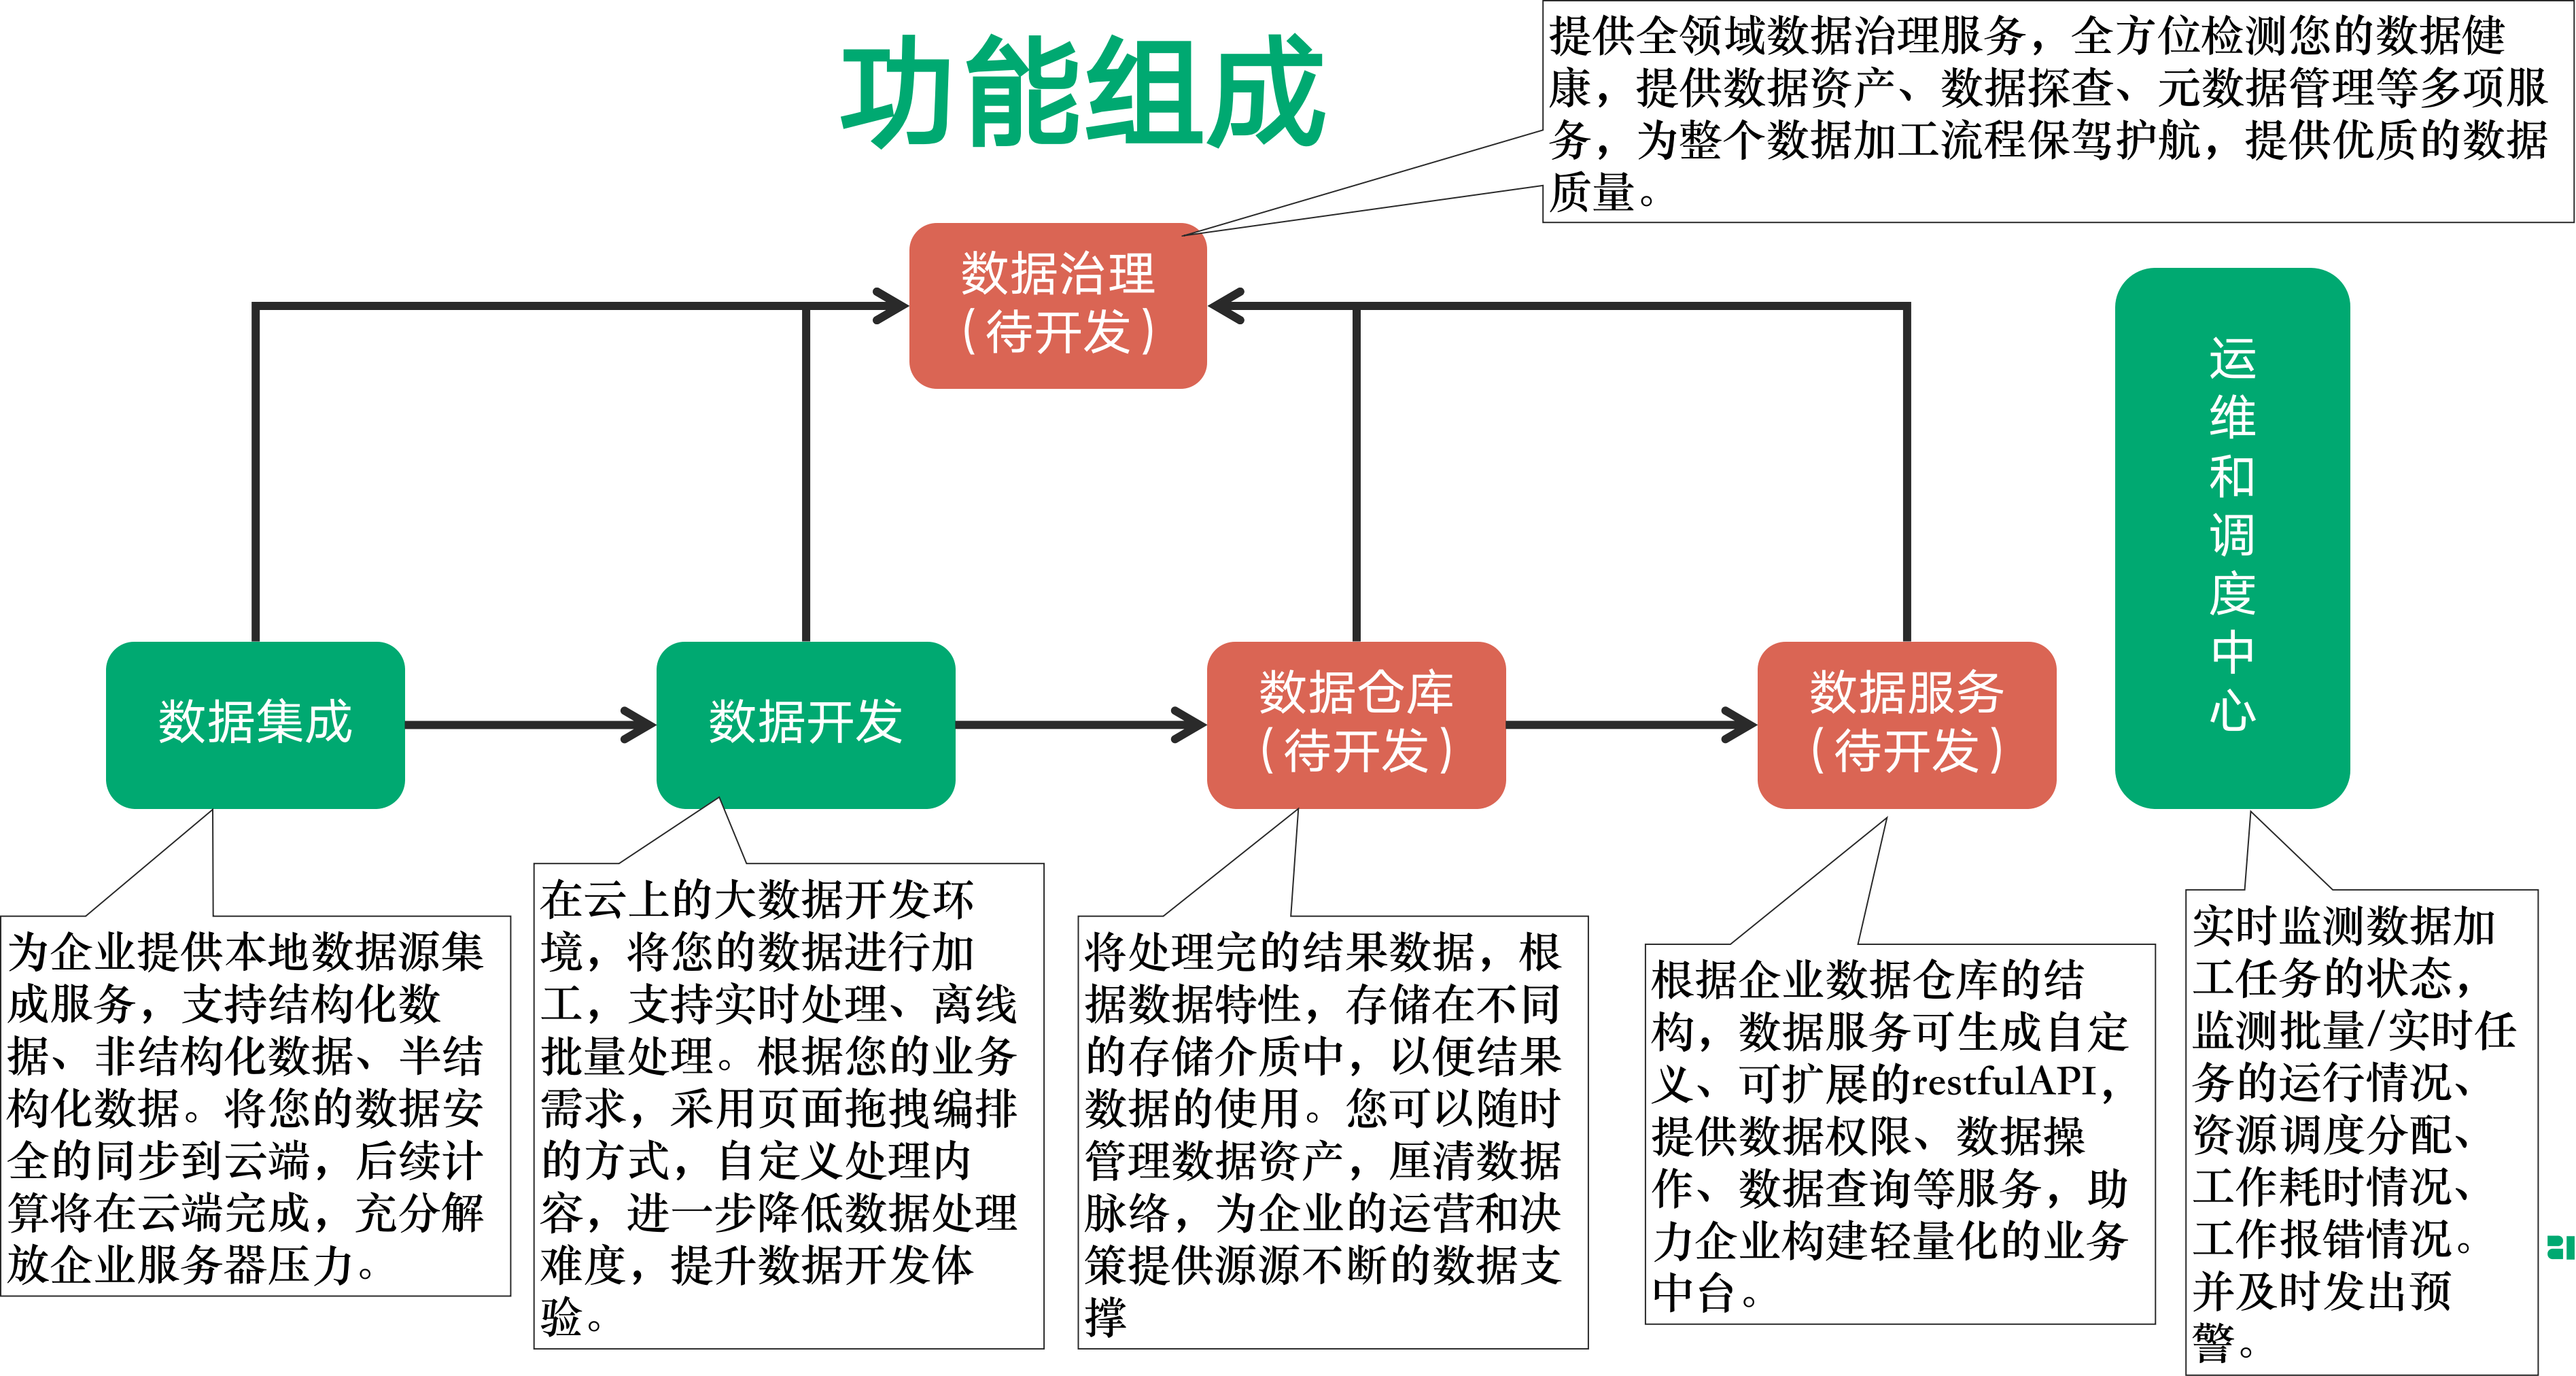 功能组成
提供全领域数据治理服务，全方位检测您的数据健
康，提供数据资产、数据探查、元数据管理等多项服
务，为整个数据加工流程保驾护航，提供优质的数据
质量。
数据治理
（待开发）
运
维
和
调
度
中
心
数据集成
数据开发
数据仓库
（待开发）
数据服务
（待开发）
为企业提供本地数据源集
成服务，支持结构化数
据、非结构化数据、半结
构化数据。将您的数据安
全的同步到云端，后续计
算将在云端完成，充分解
放企业服务器压力。
在云上的大数据开发环
境，将您的数据进行加
工，支持实时处理、离线
批量处理。根据您的业务
需求，采用页面拖拽编排
的方式，自定义处理内
容，进一步降低数据处理
难度，提升数据开发体
验。
将处理完的结果数据，根
据数据特性，存储在不同
的存储介质中，以便结果
数据的使用。您可以随时
管理数据资产，厘清数据
脉络，为企业的运营和决
策提供源源不断的数据支
撑
根据企业数据仓库的结
构，数据服务可生成自定
义、可扩展的restfulAPI，
提供数据权限、数据操
作、数据查询等服务，助
力企业构建轻量化的业务
中台。
实时监测数据加
工任务的状态，
监测批量/实时任
务的运行情况、
资源调度分配、
工作耗时情况、
工作报错情况。
并及时发出预
警。